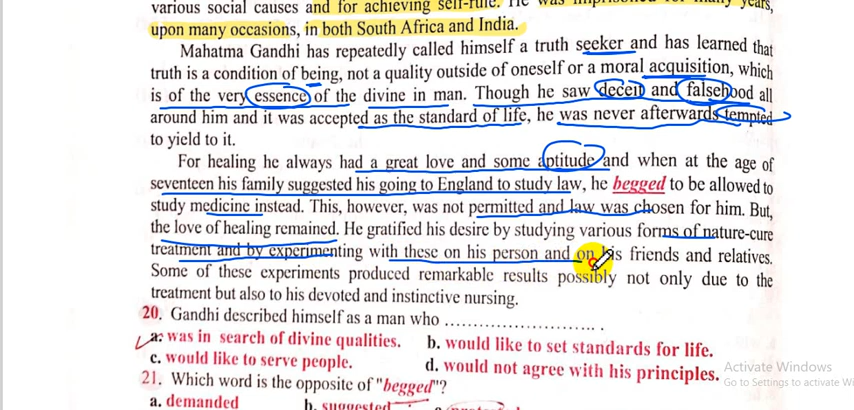 various social causes and for achieving self-rule. He was imprisoned for many years,
upon many occasions, in both South Africa and India.
Mahatma Gandhi has repeatedly called himself a truth seeker and has learned that
truth is a condition of being, not a quality outside of oneself or a moral acquisition, which
is of the very essence of the divine in man. Though he saw deceit and falsehood all
around him and it was accepted as the standard of life, he was never afterwards tempted
to yield to it.
For healing he always had a great love and some aptitude and when at the age of
seventeen his family suggested his going to England to study law, he begged to be allowed to
study medicine instead. This, however, was not permitted and law was chosen for him. But,
the love of healing remained. He gratified his desire by studying various forms of nature-cure
treatment and by experimenting with these on his person and on his friends and relatives.
Some of these experiments produced remarkable results possibly not only due to the
treatment but also to his devoted and instinctive nursing.
20. Gandhi described himself as a man who ........................... .
a. was in search of divine qualities. b. would like to set standards for life.
c. would like to serve people. d. would not agree with his principles.
Activate Windows
Go to Settings to activate Wi
21. Which word is the opposite of "begged"?
a. demanded b. suggested